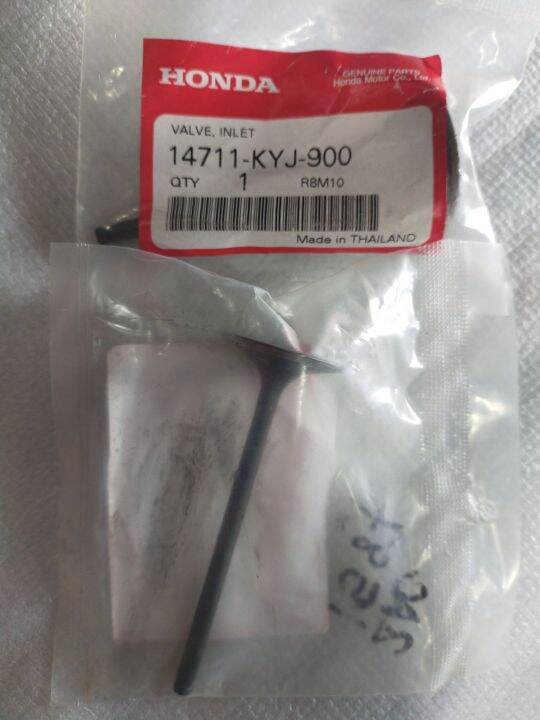 HONDA
GENUINE PARTS
Honda Motor Co., Ltd.
VALVE, INLET
14711-KYJ-900
QTY 1 R8M10
Made in THAILAND